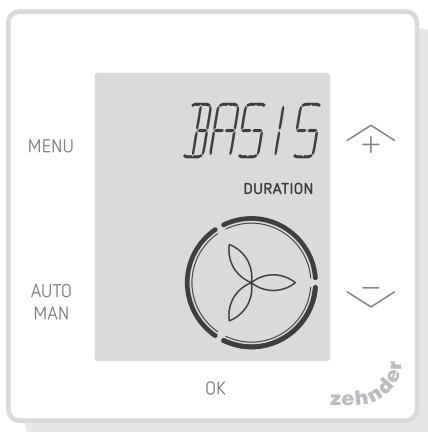 BASIS
MENU
+
DURATION
AUTO
MAN
−
OK
zehnder